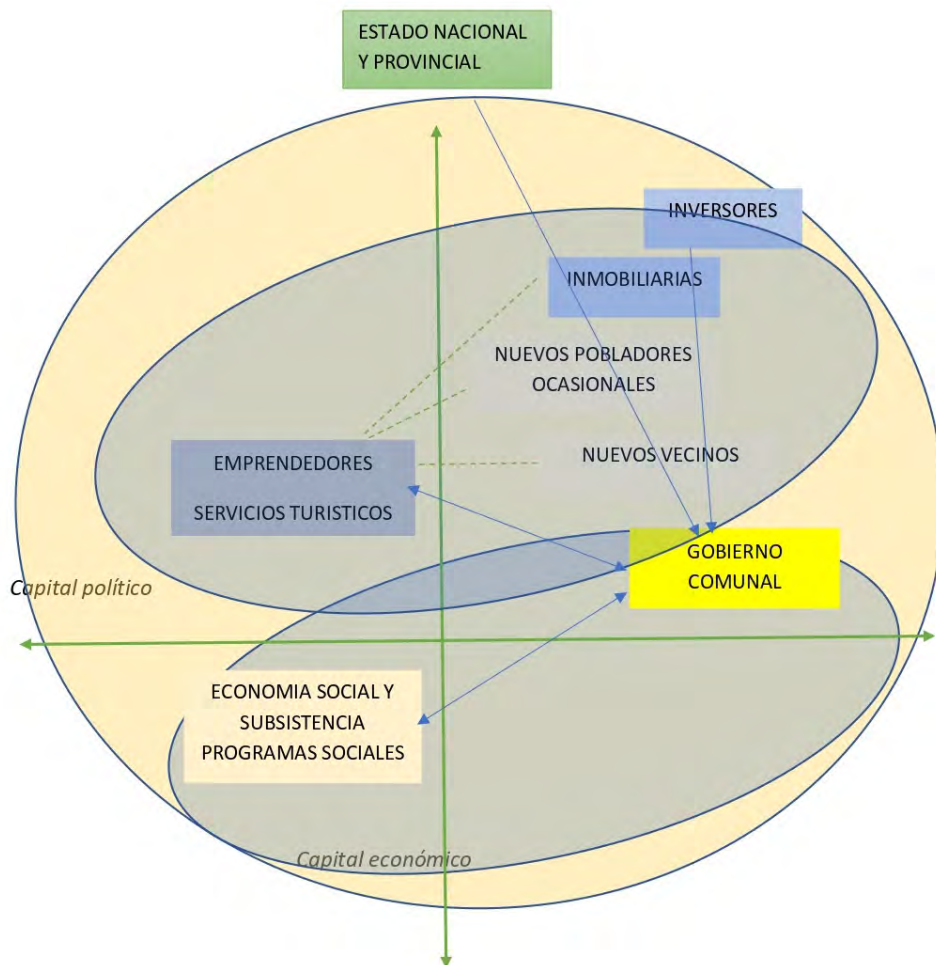 ESTADO NACIONAL
Y PROVINCIAL
INVERSORES
INMOBILIARIAS
NUEVOS POBLADORES
OCASIONALES
EMPRENDEDORES
SERVICIOS TURISTICOS
NUEVOS VECINOS
GOBIERNO
COMUNAL
Capital político
ECONOMIA SOCIAL Y
SUBSISTENCIA
PROGRAMAS SOCIALES
Capital económico